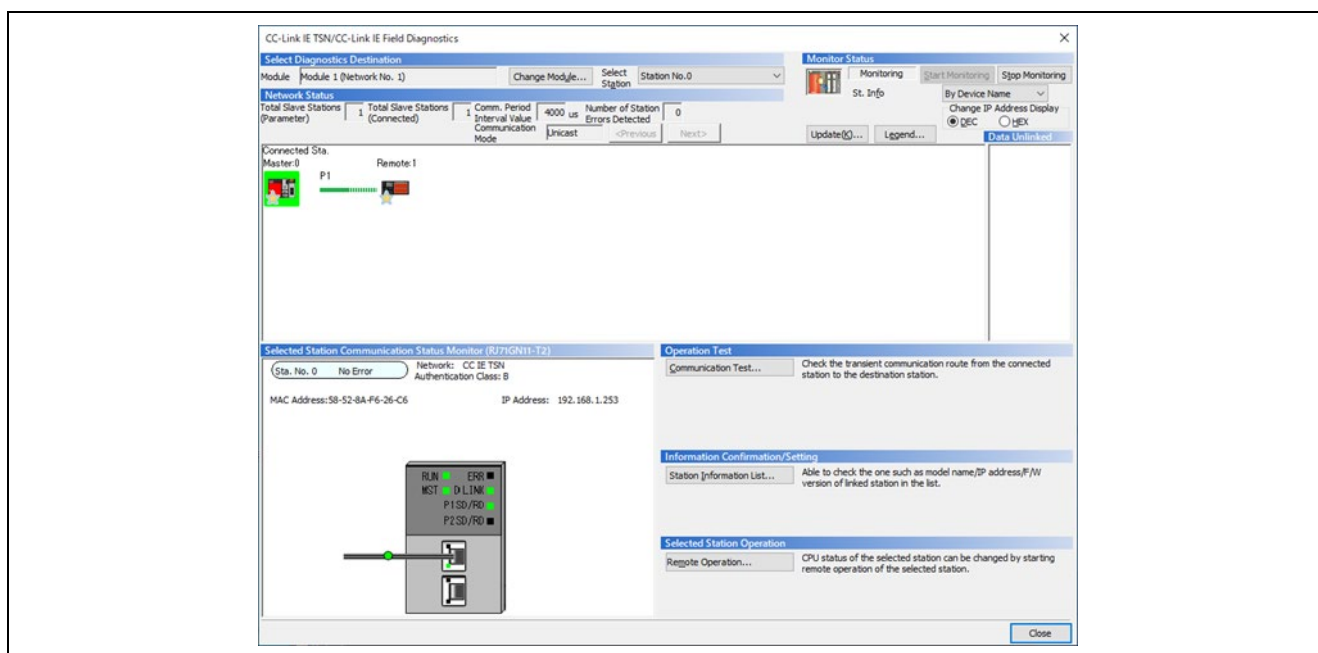 CC-Link IE TSN/CC-Link IE Field Diagnostics
Select Diagnostics Destination
Module Module 1 (Network No. 1) Change Module... Select Station Station No.0
Monitor Status
Monitoring Start Monitoring Stop Monitoring
St. Info By Device Name
Network Status
Total Slave Stations (Parameter) 1 Total Slave Stations (Connected) 1 Comm. Period Interval Value 4000 us Number of Station Errors Detected 0
Change IP Address Display
DEC HEX
Communication Mode Unicast <Previous Next>
Update(K)... Legend...
Data Unlinked
Connected Sta.
Master:0 Remote:1
P1
Selected Station Communication Status Monitor (RJ71GN11-T2)
Sta. No. 0 No Error Network: CC IE TSN
Authentication Class: B
MAC Address:58-52-8A-F6-26-C6 IP Address: 192.168.1.253
RUN ERR
MST D LINK
P1SD/RD
P2SD/RD
Operation Test
Communication Test... Check the transient communication route from the connected
station to the destination station.
Information Confirmation/Setting
Station Information List... Able to check the one such as model name/IP address/F/W
version of linked station in the list.
Selected Station Operation
Remote Operation... CPU status of the selected station can be changed by starting
remote operation of the selected station.
Close